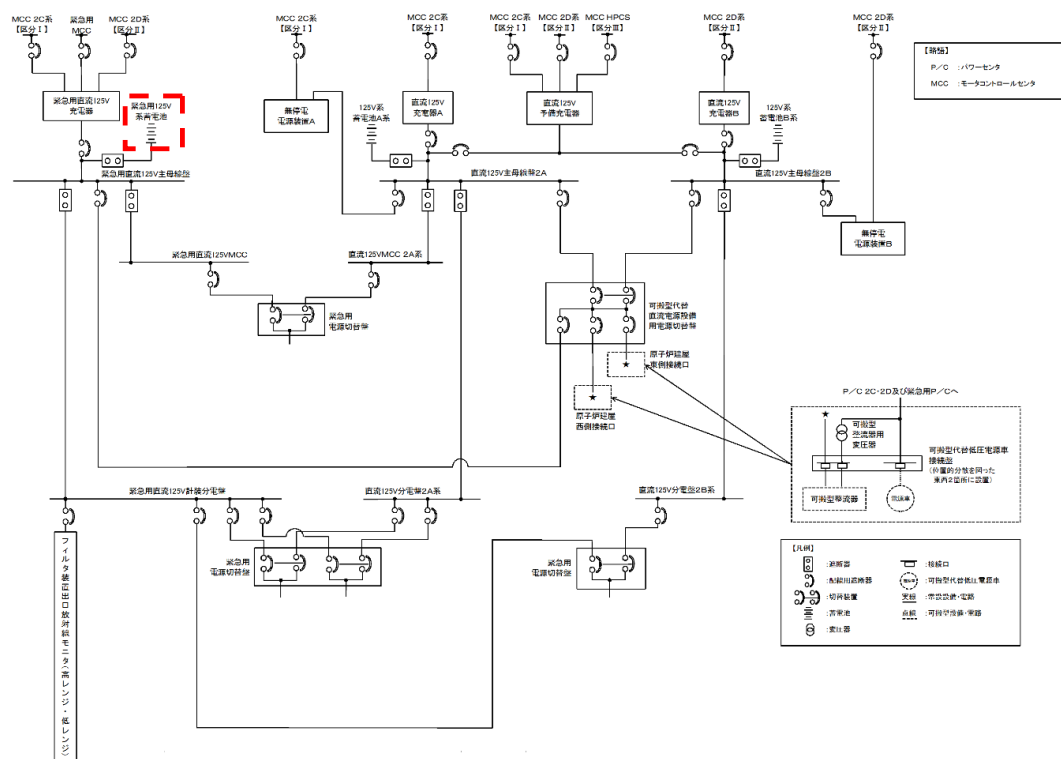 MCC 2C系
【区分Ⅰ】
緊急用
MCC
MCC 2D系
【区分Ⅱ】
MCC 2C系
【区分Ⅰ】
MCC 2C系
【区分Ⅰ】
MCC 2C系
【区分Ⅰ】
MCC 2D系
【区分Ⅱ】
MCC HPCS
【区分Ⅲ】
MCC 2D系
【区分Ⅱ】
MCC 2D系
【区分Ⅱ】
【略語】
P/C :パワーセンタ
MCC :モータコントロールセンタ
緊急用直流125V
充電器
緊急用125V
系蓄電池
無停電
電源装置A
125V系
蓄電池A系
直流125V
充電器A
直流125V
予備充電器
直流125V
充電器B
125V系
蓄電池B系
緊急用直流125V主母線盤
直流125V主母線盤2A
直流125V主母線盤2B
無停電
電源装置B
緊急用直流125VMCC
直流125VMCC 2A系
緊急用
電源切替盤
可搬型代替
直流電源設備
用電源切替盤
原子炉建屋
東側接続口
原子炉建屋
西側接続口
P/C 2C・2D及び緊急用P/Cへ
可搬型
整流器用
変圧器
可搬型代替低圧電源車
接続盤
(位置的分散を図った
東西2箇所に設置)
可搬型整流器
電源車
緊急用直流125V計装分電盤
直流125V分電盤2A系
直流125V分電盤2B系
緊急用
電源切替盤
緊急用
電源切替盤
フィルタ装置出口放射線モニタ(高レンジ・低レンジ)
【凡例】
:遮断器
:配線用遮断器
:切替装置
:蓄電池
:変圧器
:接続口
電源車
:可搬型代替低圧電源車
実線
:常設設備・電路
点線
:可搬型設備・電路